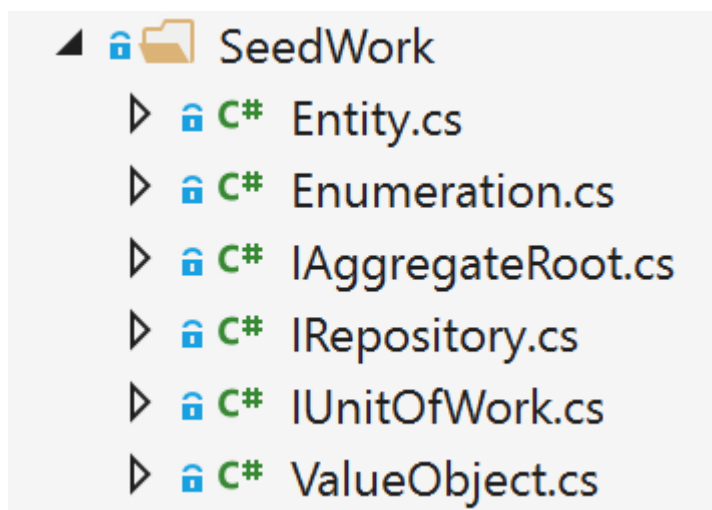 SeedWork
C# Entity.cs
C# Enumeration.cs
C# IAggregateRoot.cs
C# IRepository.cs
C# IUnitOfWork.cs
C# ValueObject.cs